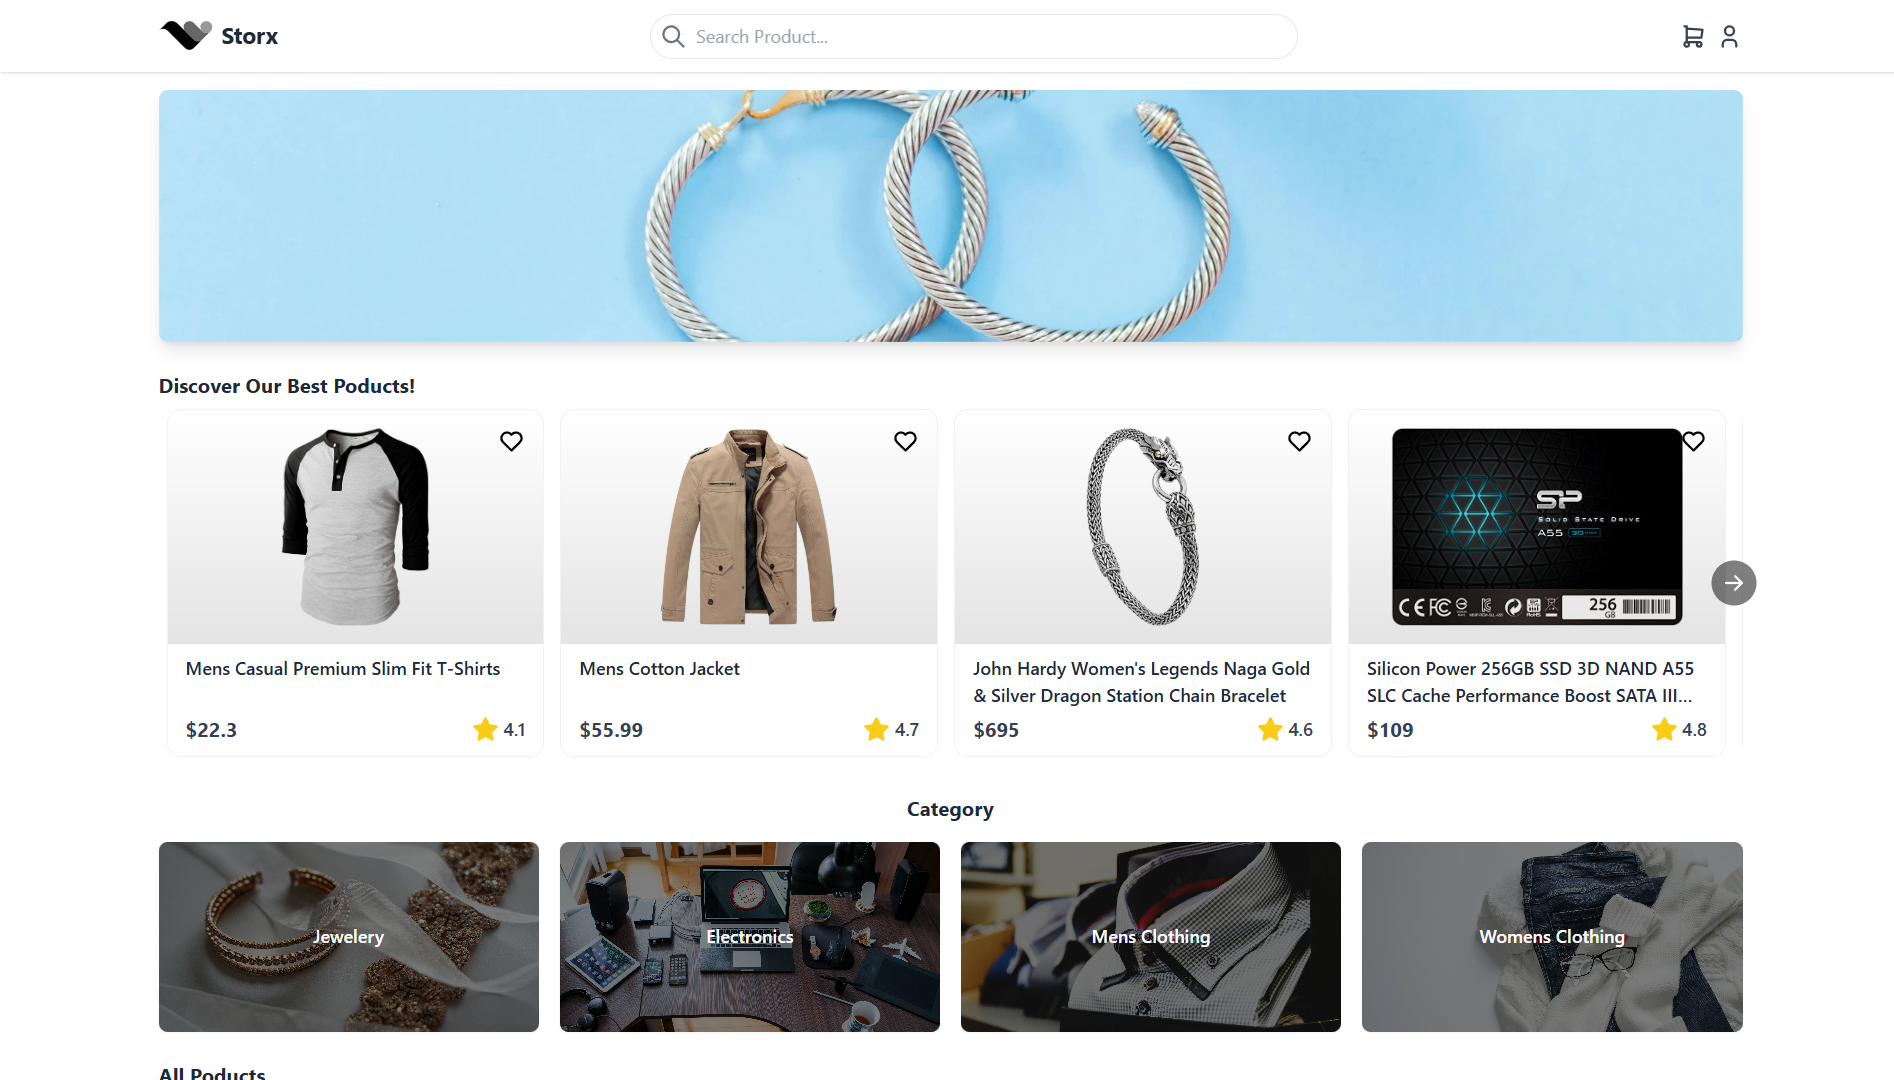 Storx
Search Product...
Discover Our Best Poducts!
SP
SOLID STATE DRIVE
A55
256
GB
Mens Casual Premium Slim Fit T-Shirts
$22.3
4.1
Mens Cotton Jacket
$55.99
4.7
John Hardy Women's Legends Naga Gold
& Silver Dragon Station Chain Bracelet
$695
4.6
Silicon Power 256GB SSD 3D NAND A55
SLC Cache Performance Boost SATA III...
$109
4.8
Category
Jewelery
Electronics
Mens Clothing
Womens Clothing
All Poducts